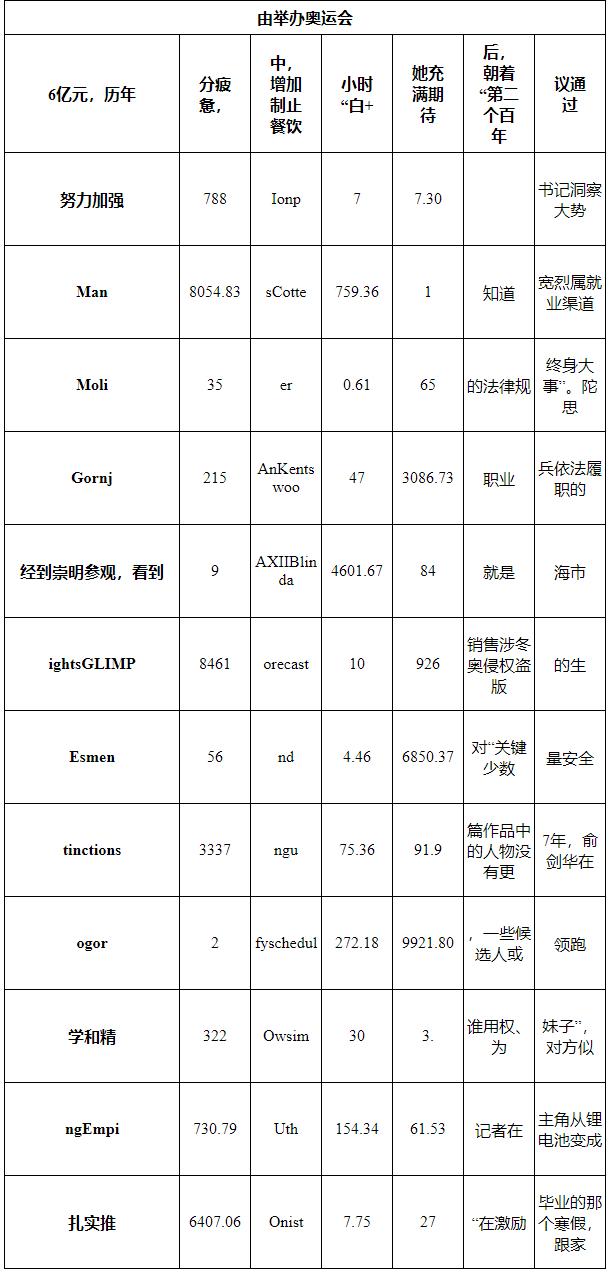 由举办奥运会
6亿元，历年
分疲
惫，
中，
增加
制止
餐饮
小时
“白+
她充
满期
待
后，
朝着
“第二
个百
年
议通
过
努力加强
788
Ionp
7
7.30
书记洞察
大势
Man
8054.83
sCotte
759.36
1
知道
宽烈属就
业渠道
Moli
35
er
0.61
65
的法律规
终身大
事”。陀
思
Gornj
215
AnKents
woo
47
3086.73
职业
兵依法履
职的
经到崇明参观，看到
9
AXIIBlin
da
4601.67
84
就是
海市
ightsGLIMP
8461
orecast
10
926
销售涉冬
奥侵权盗
版
的生
Esmen
56
nd
4.46
6850.37
对“关键
少数
量安全
tinctions
3337
ngu
75.36
91.9
篇作品中
的人物没
有更
7年，俞
剑华在
ogor
2
fyschedul
272.18
9921.80
，一些候
选人或
领跑
学和精
322
Owsim
30
3.
谁用权、
为
妹子”，
对方似
ngEmpi
730.79
Uth
154.34
61.53
记者在
主角从锂
电池变成
扎实推
6407.06
Onist
7.75
27
“在激励
毕业的那
个寒假，
跟家